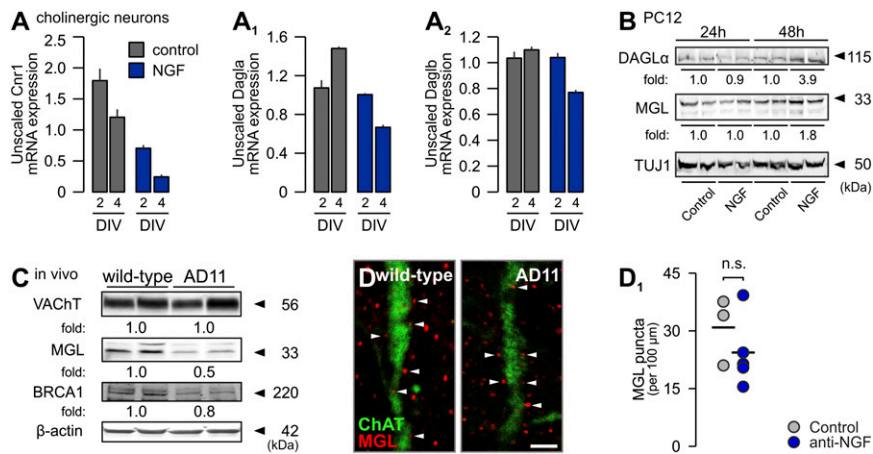 A cholinergic neurons
control
NGF
Unscaled Cnr1
mRNA expression
2.5
2.0
1.5
1.0
0.5
0
2 4 2 4
DIV DIV
A1
Unscaled Dagla
mRNA expression
1.6
1.2
0.9
0.6
0.3
0
2 4 2 4
DIV DIV
A2
Unscaled Daglb
mRNA expression
1.2
1.0
0.8
0.6
0.4
0.2
0
2 4 2 4
DIV DIV
B PC12
24h 48h
DAGLα 115
fold: 1.0 0.9 1.0 3.9
MGL 33
fold: 1.0 1.0 1.0 1.8
TUJ1 50
(kDa)
Control NGF Control NGF
C in vivo
wild-type AD11
VAChT 56
fold: 1.0 1.0
MGL 33
fold: 1.0 0.5
BRCA1 220
fold: 1.0 0.8
β-actin 42
(kDa)
D wild-type AD11
ChAT
MGL
D1
n.s.
MGL puncta
(per 100 µm)
45
30
15
0
Control
anti-NGF